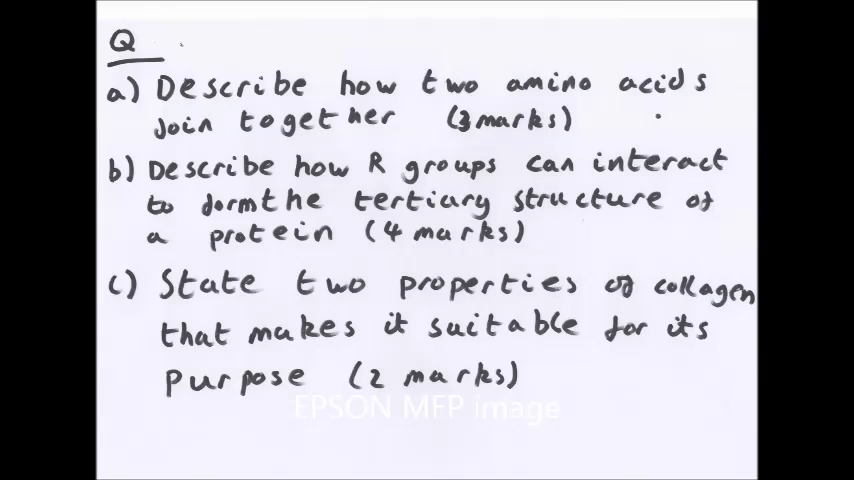 Q
a) Describe how two amino acids
join together (3marks)
b) Describe how R groups can interact
to form the tertiary structure of
a protein (4 marks)
c) State two properties of collagen
that makes it suitable for its
purpose (2 marks)
EPSON MFP image